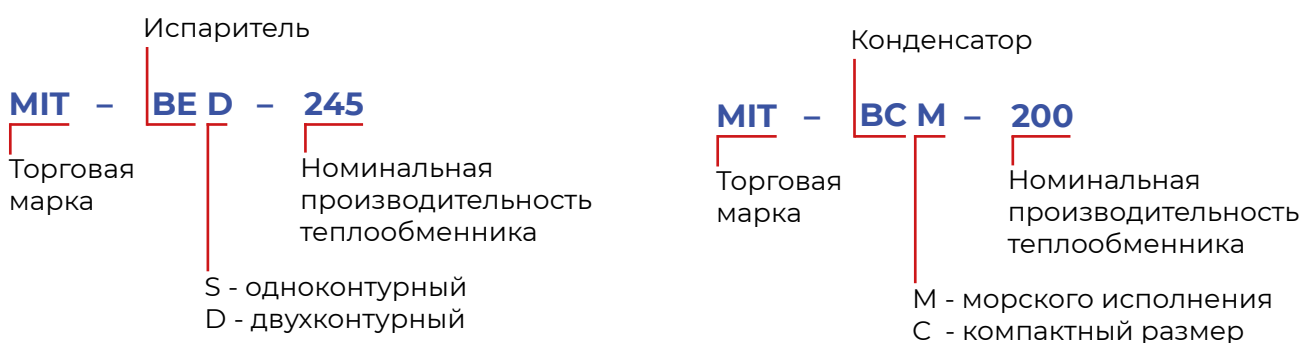 Испаритель
MIT – BE D – 245
Торговая
марка
Номинальная
производительность
теплообменника
S - одноконтурный
D - двухконтурный
Конденсатор
MIT – BC M – 200
Торговая
марка
Номинальная
производительность
теплообменника
M - морского исполнения
C - компактный размер